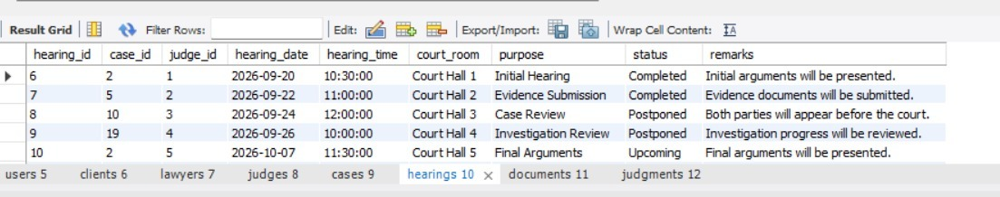 Result Grid Filter Rows: Edit: Export/Import: Wrap Cell Content: IA
hearing_id case_id judge_id hearing_date hearing_time court_room purpose status remarks
6 2 1 2026-09-20 10:30:00 Court Hall 1 Initial Hearing Completed Initial arguments will be presented.
7 5 2 2026-09-22 11:00:00 Court Hall 2 Evidence Submission Completed Evidence documents will be submitted.
8 10 3 2026-09-24 12:00:00 Court Hall 3 Case Review Postponed Both parties will appear before the court.
9 19 4 2026-09-26 10:00:00 Court Hall 4 Investigation Review Postponed Investigation progress will be reviewed.
10 2 5 2026-10-07 11:30:00 Court Hall 5 Final Arguments Upcoming Final arguments will be presented.
users 5 clients 6 lawyers 7 judges 8 cases 9 hearings 10 documents 11 judgments 12